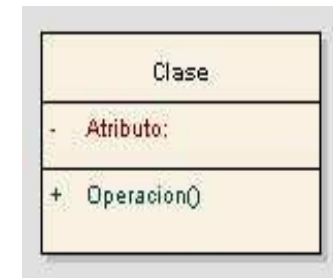 Clase
- Atributo:
+ Operacion()